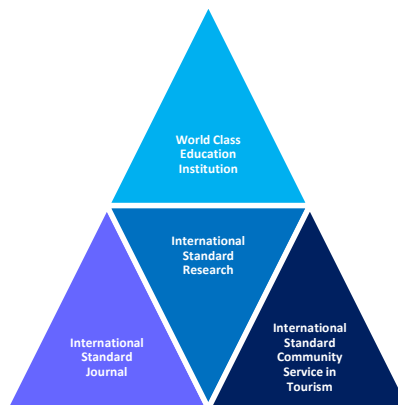 World Class
Education
Institution
International
Standard
Research
International
Standard
Journal
International
Standard
Community
Service in
Tourism